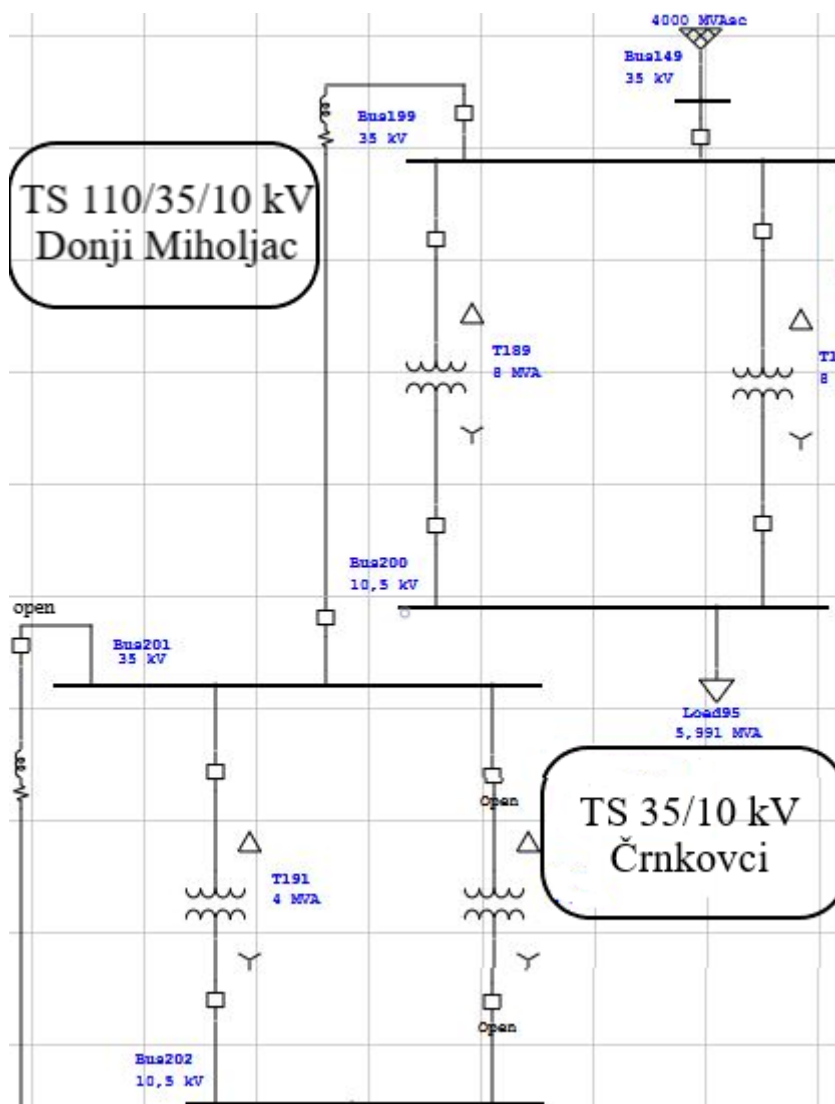 4000 MVAsc
Bus149
35 kV
Bus199
35 kV
TS 110/35/10 kV
Donji Miholjac
T189
8 MVA
T1
8
Bus200
10,5 kV
open
Bus201
35 kV
Load95
5,991 MVA
Open
TS 35/10 kV
Črnkovci
T191
4 MVA
Open
Bus202
10,5 kV